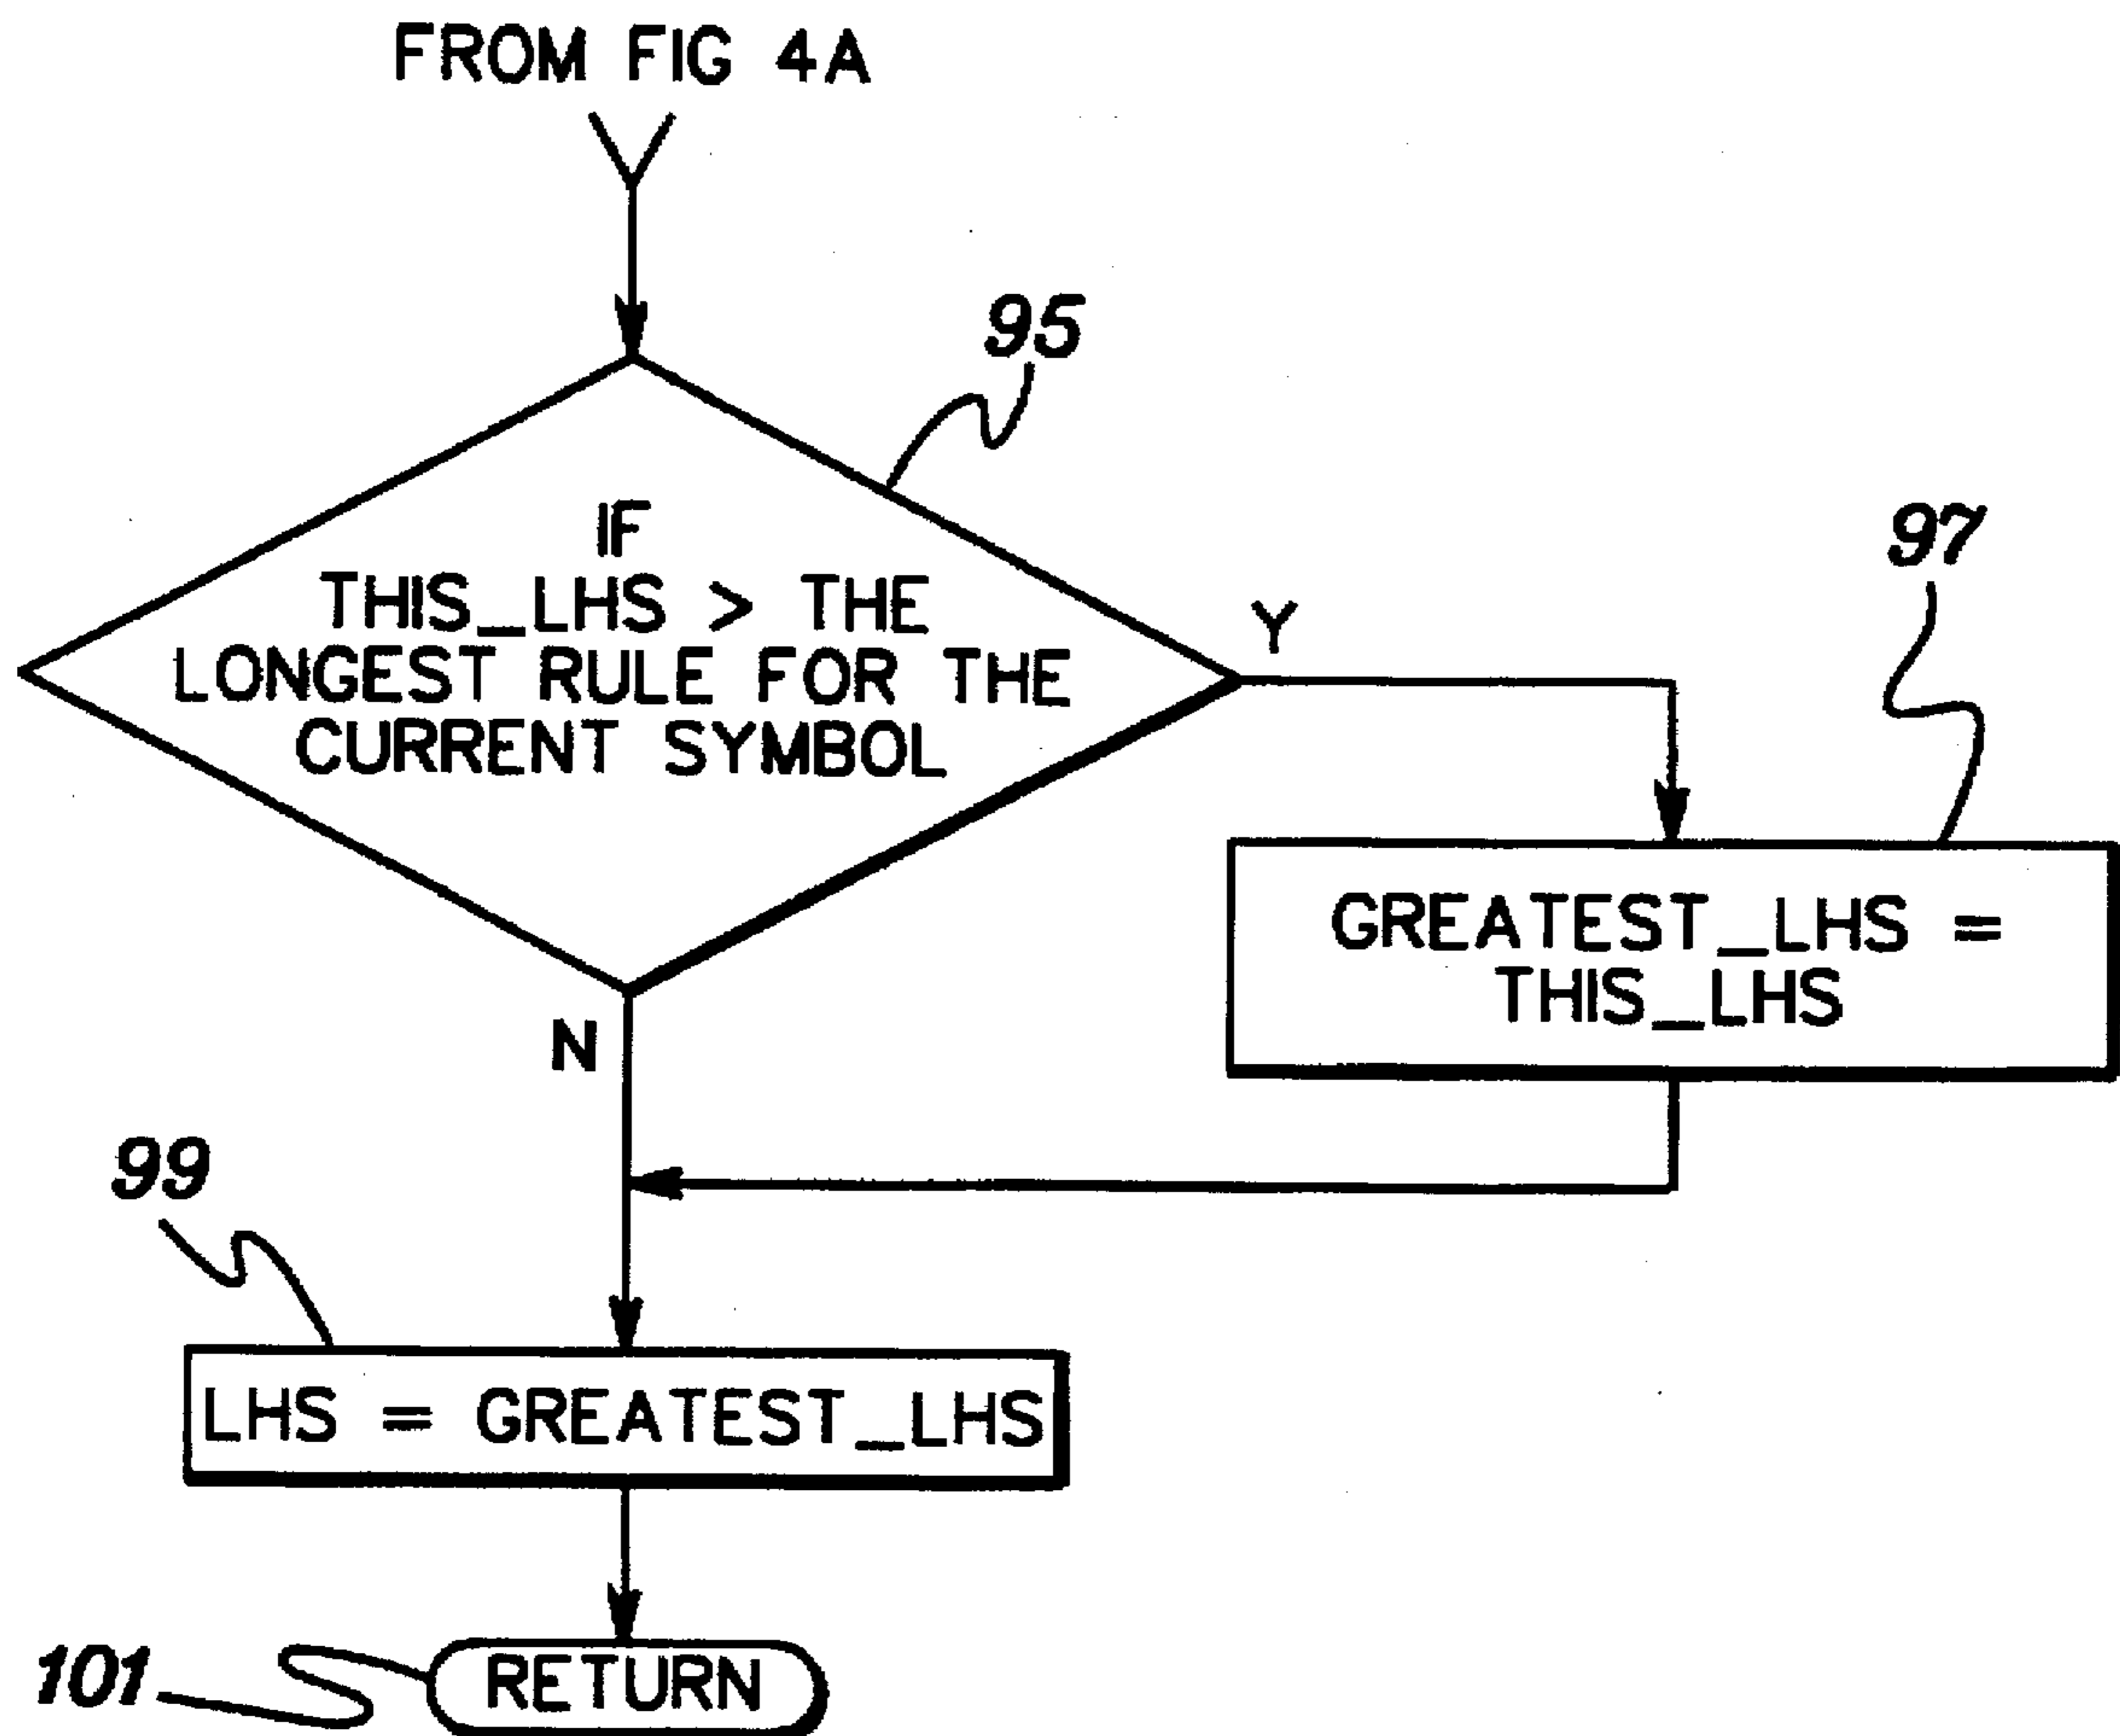 FROM FIG 4A
95
IF
THIS_LHS > THE
LONGEST RULE FOR THE
CURRENT SYMBOL
Y
97
GREATEST_LHS =
THIS_LHS
N
99
LHS = GREATEST_LHS
101
RETURN